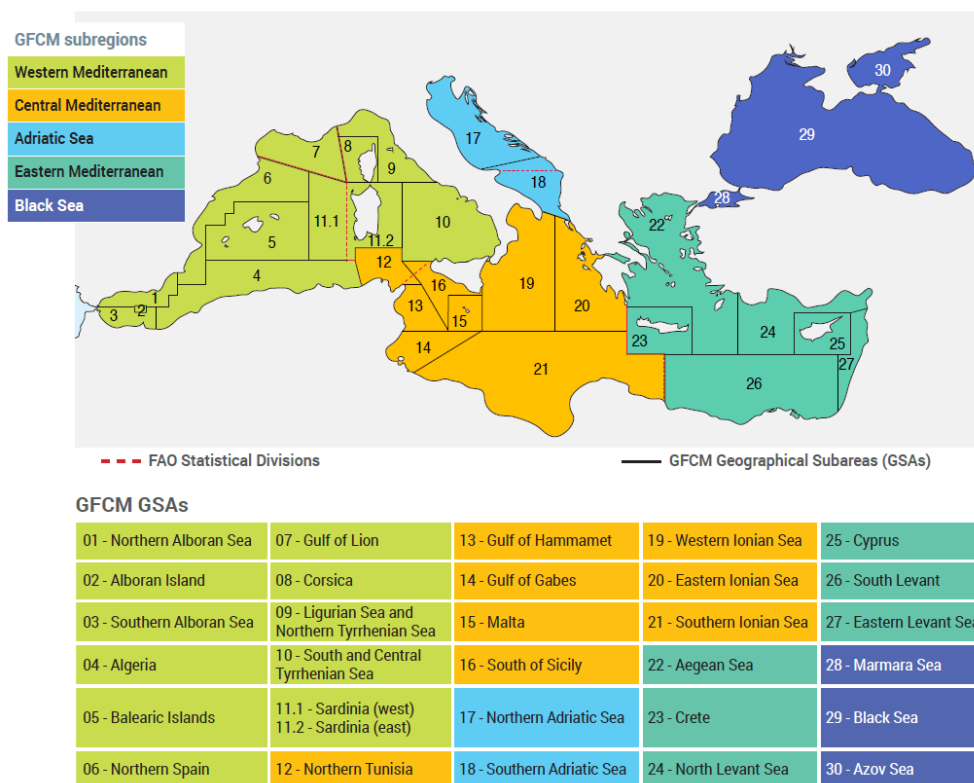 GFCM subregions
Western Mediterranean
Central Mediterranean
Adriatic Sea
Eastern Mediterranean
Black Sea
30
17
29
7
8
9
6
18
28
22
11.1
10
5
11.2
12
4
16
19
20
24
1
2
3
13
15
23
25
14
21
27
26
FAO Statistical Divisions
GFCM Geographical Subareas (GSAs)
GFCM GSAs
01 - Northern Alboran Sea
07 - Gulf of Lion
13 - Gulf of Hammamet
19 - Western Ionian Sea
25 - Cyprus
02 - Alboran Island
08 - Corsica
14 - Gulf of Gabes
20 - Eastern Ionian Sea
26 - South Levant
03 - Southern Alboran Sea
09 - Ligurian Sea and
Northern Tyrrhenian Sea
15 - Malta
21 - Southern Ionian Sea
27 - Eastern Levant Sea
04 - Algeria
10 - South and Central
Tyrrhenian Sea
16 - South of Sicily
22 - Aegean Sea
28 - Marmara Sea
05 - Balearic Islands
11.1 - Sardinia (west)
11.2 - Sardinia (east)
17 - Northern Adriatic Sea
23 - Crete
29 - Black Sea
06 - Northern Spain
12 - Northern Tunisia
18 - Southern Adriatic Sea
24 - North Levant Sea
30 - Azov Sea